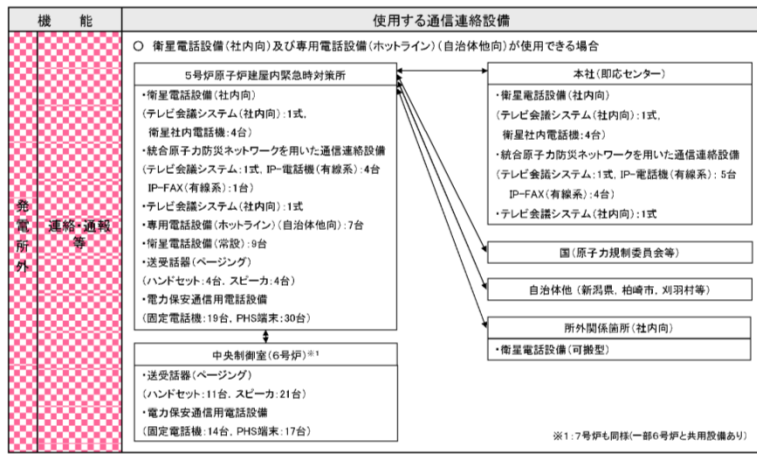 機　能
使用する通信連絡設備
発電所外
連絡・通報等
○ 衛星電話設備（社内向）及び専用電話設備（ホットライン）（自治体他向）が使用できる場合
5号炉原子炉建屋内緊急時対策所
・衛星電話設備（社内向）
（テレビ会議システム（社内向）：1式，
衛星社内電話機：4台）
・統合原子力防災ネットワークを用いた通信連絡設備
（テレビ会議システム：1式，IP-電話機（有線系）：4台
IP-FAX（有線系）：1台）
・テレビ会議システム（社内向）：1式
・専用電話設備（ホットライン）（自治体他向）：7台
・衛星電話設備（常設）：9台
・送受話器（ページング）
（ハンドセット：4台，スピーカ：4台）
・電力保安通信用電話設備
（固定電話機：19台，PHS端末：30台）
中央制御室（6号炉）※1
・送受話器（ページング）
（ハンドセット：11台，スピーカ：21台）
・電力保安通信用電話設備
（固定電話機：14台，PHS端末：17台）
本社（即応センター）
・衛星電話設備（社内向）
（テレビ会議システム（社内向）：1式，
衛星社内電話機：4台）
・統合原子力防災ネットワークを用いた通信連絡設備
（テレビ会議システム：1式，IP-電話機（有線系）：5台
IP-FAX（有線系）：4台）
・テレビ会議システム（社内向）：1式
国（原子力規制委員会等）
自治体他（新潟県，柏崎市，刈羽村等）
所外関係箇所（社内向）
・衛星電話設備（可搬型）
※1：7号炉も同様（一部6号炉と共用設備あり）